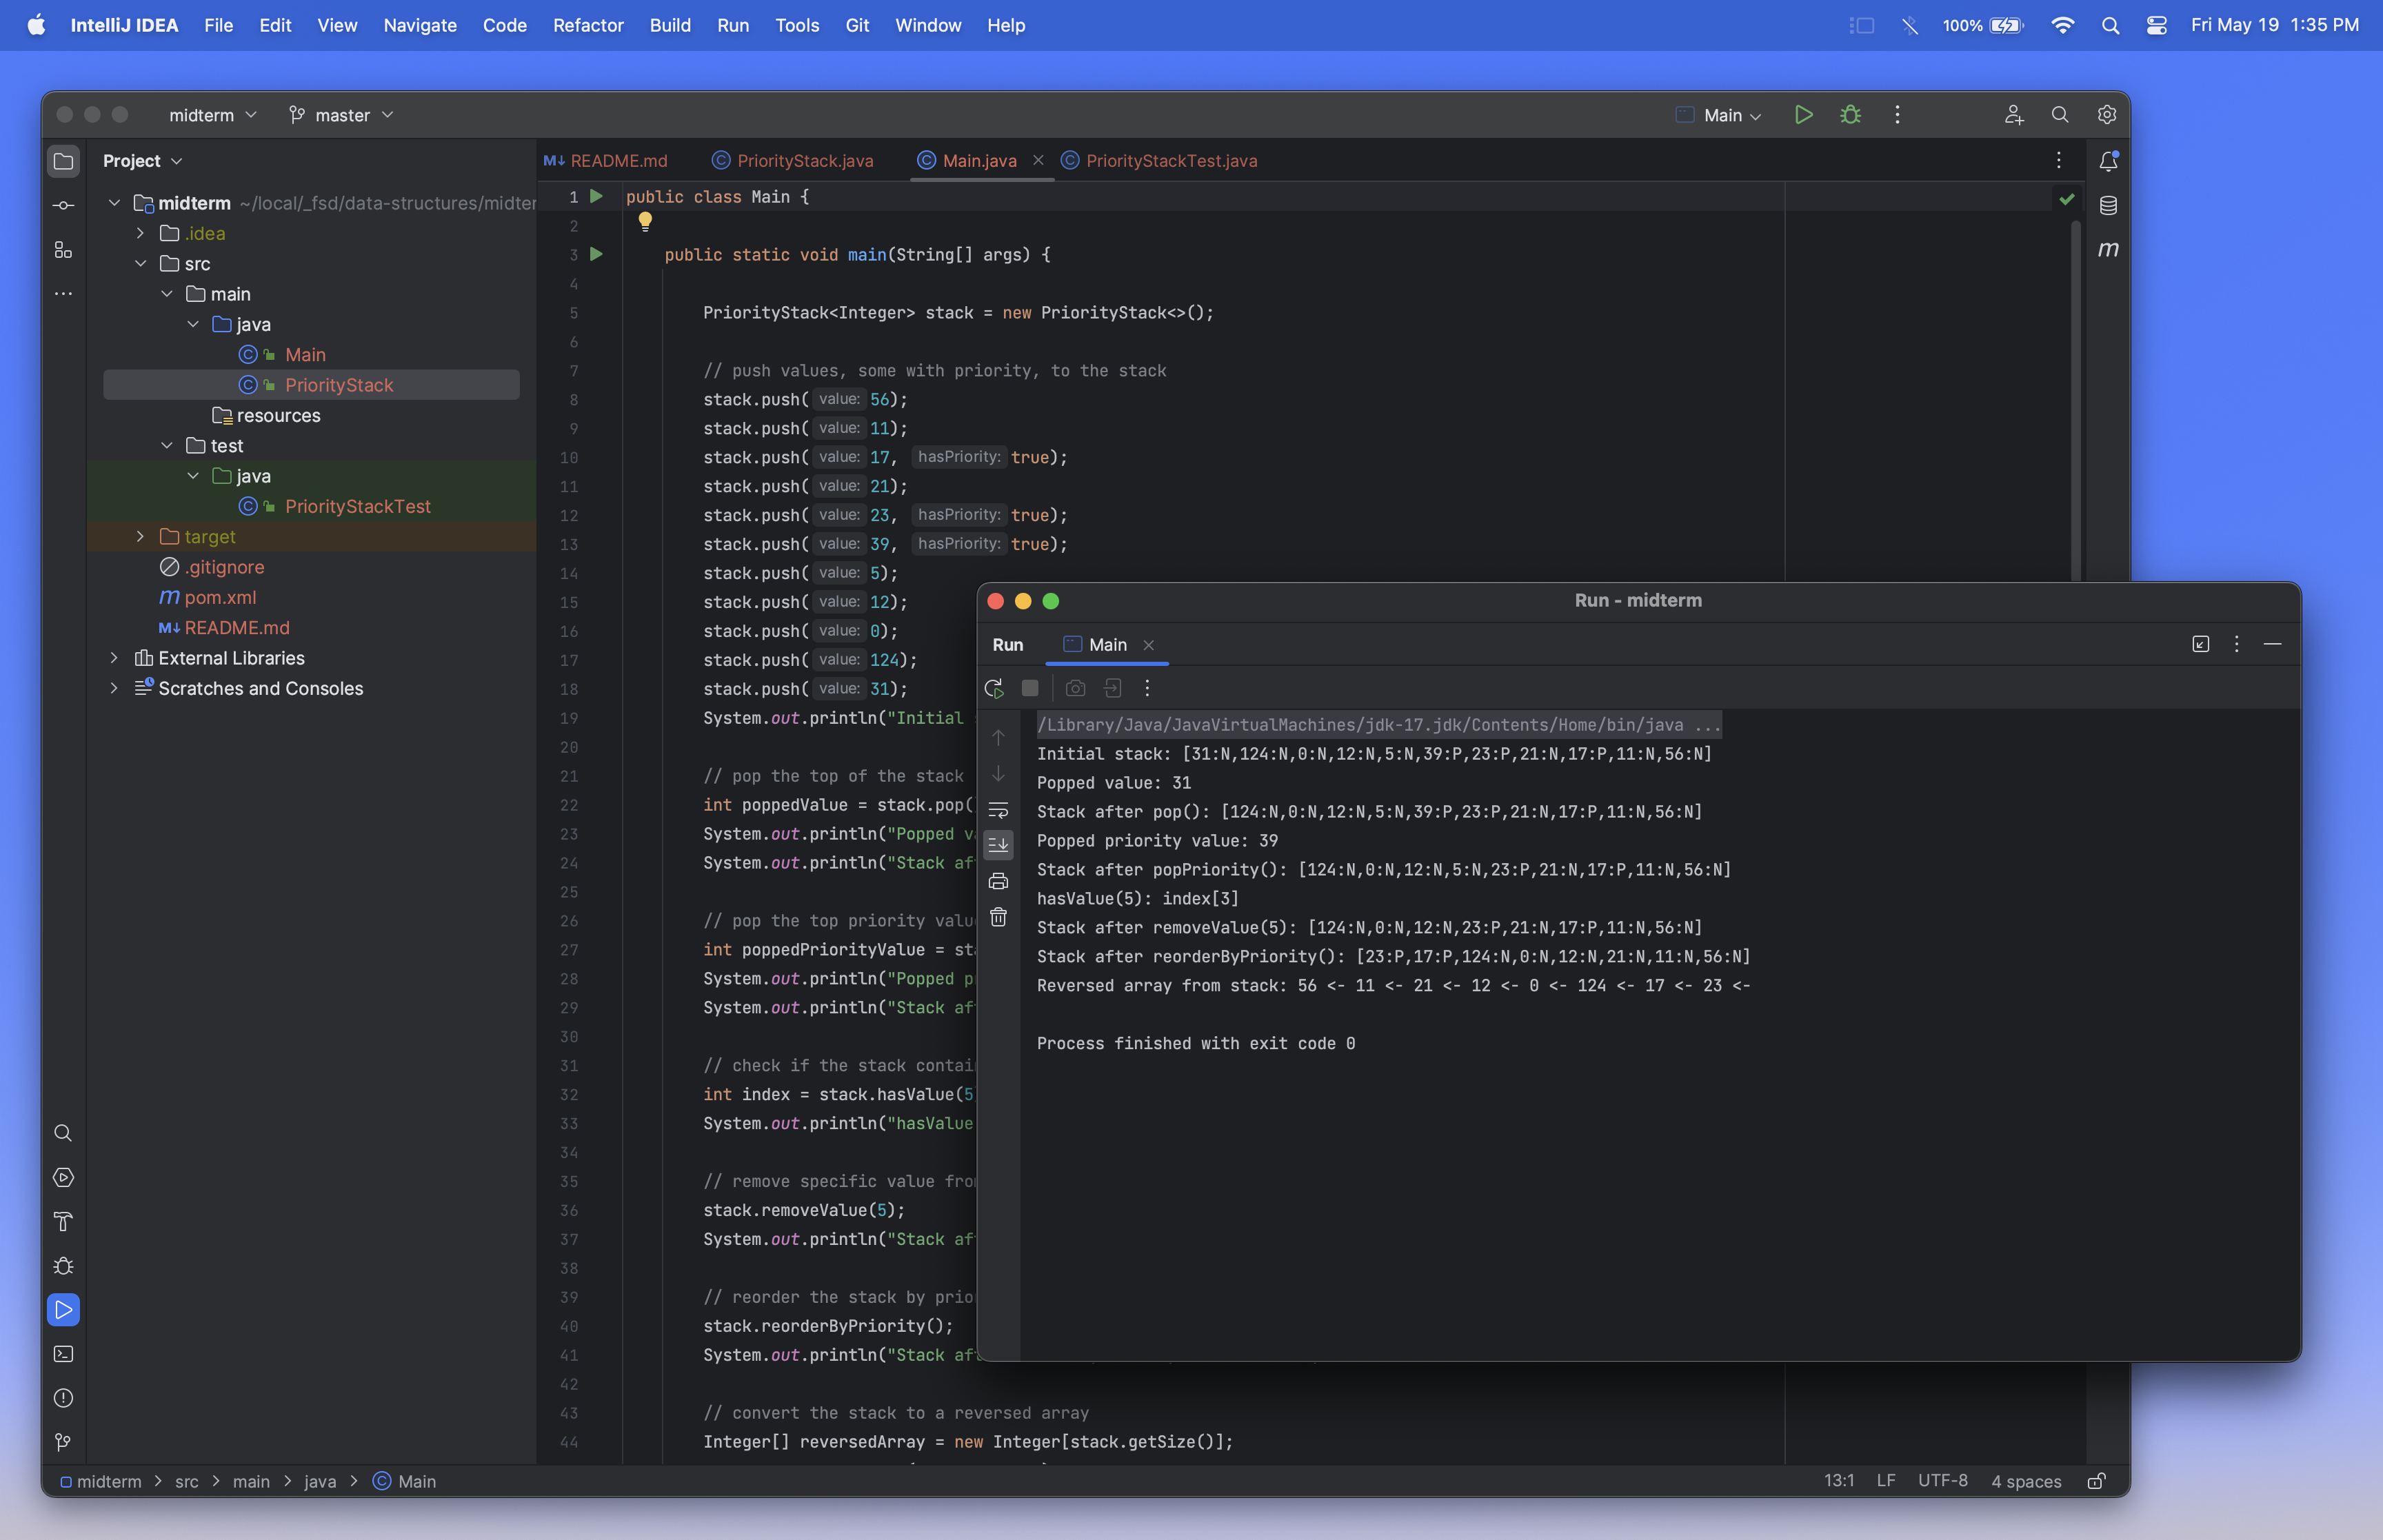 IntelliJ IDEA File Edit View Navigate Code Refactor Build Run Tools Git Window Help 100% Fri May 19 1:35 PM
midterm master Main
Project
midterm ~/local/_fsd/data-structures/midter
.idea
src
main
java
Main
PriorityStack
resources
test
java
PriorityStackTest
target
.gitignore
pom.xml
README.md
External Libraries
Scratches and Consoles
README.md PriorityStack.java Main.java PriorityStackTest.java
1 public class Main {
2
3 public static void main(String[] args) {
4
5 PriorityStack<Integer> stack = new PriorityStack<>();
6
7 // push values, some with priority, to the stack
8 stack.push( value: 56);
9 stack.push( value: 11);
10 stack.push( value: 17, hasPriority: true);
11 stack.push( value: 21);
12 stack.push( value: 23, hasPriority: true);
13 stack.push( value: 39, hasPriority: true);
14 stack.push( value: 5);
15 stack.push( value: 12);
16 stack.push( value: 0);
17 stack.push( value: 124);
18 stack.push( value: 31);
19 System.out.println("Initial
20
21 // pop the top of the stack
22 int poppedValue = stack.pop(
23 System.out.println("Popped va
24 System.out.println("Stack af
25
26 // pop the top priority valu
27 int poppedPriorityValue = sta
28 System.out.println("Popped p
29 System.out.println("Stack af
30
31 // check if the stack contai
32 int index = stack.hasValue(5
33 System.out.println("hasValue
34
35 // remove specific value fro
36 stack.removeValue(5);
37 System.out.println("Stack af
38
39 // reorder the stack by prio
40 stack.reorderByPriority();
41 System.out.println("Stack af
42
43 // convert the stack to a reversed array
44 Integer[] reversedArray = new Integer[stack.getSize()];
Run - midterm
Run Main
/Library/Java/JavaVirtualMachines/jdk-17.jdk/Contents/Home/bin/java ...
Initial stack: [31:N,124:N,0:N,12:N,5:N,39:P,23:P,21:N,17:P,11:N,56:N]
Popped value: 31
Stack after pop(): [124:N,0:N,12:N,5:N,39:P,23:P,21:N,17:P,11:N,56:N]
Popped priority value: 39
Stack after popPriority(): [124:N,0:N,12:N,5:N,23:P,21:N,17:P,11:N,56:N]
hasValue(5): index[3]
Stack after removeValue(5): [124:N,0:N,12:N,23:P,21:N,17:P,11:N,56:N]
Stack after reorderByPriority(): [23:P,17:P,124:N,0:N,12:N,21:N,11:N,56:N]
Reversed array from stack: 56 <- 11 <- 21 <- 12 <- 0 <- 124 <- 17 <- 23 <-
Process finished with exit code 0
midterm > src > main > java > Main 13:1 LF UTF-8 4 spaces